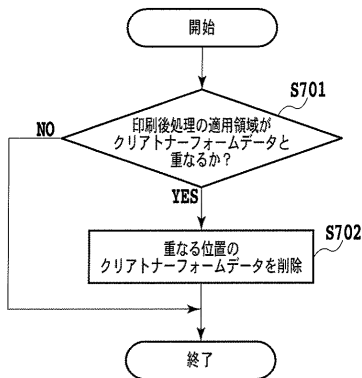 開始
S701
印刷後処理の適用領域が
クリアトナーフォームデータと
重なるか?
NO
YES
S702
重なる位置の
クリアトナーフォームデータを削除
終了